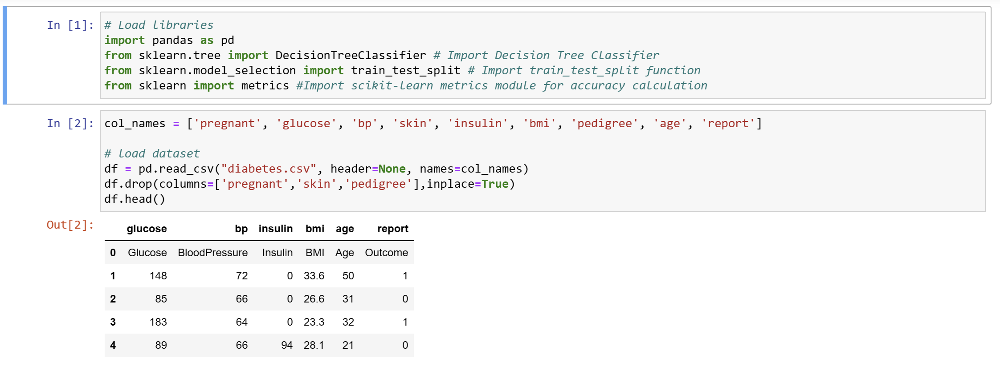 In [1]:
# Load libraries
import pandas as pd
from sklearn.tree import DecisionTreeClassifier # Import Decision Tree Classifier
from sklearn.model_selection import train_test_split # Import train_test_split function
from sklearn import metrics #Import scikit-learn metrics module for accuracy calculation
In [2]:
col_names = ['pregnant', 'glucose', 'bp', 'skin', 'insulin', 'bmi', 'pedigree', 'age', 'report']
# load dataset
df = pd.read_csv("diabetes.csv", header=None, names=col_names)
df.drop(columns=['pregnant','skin','pedigree'],inplace=True)
df.head()
Out[2]:
glucose bp insulin bmi age report
0 Glucose BloodPressure Insulin BMI Age Outcome
1 148 72 0 33.6 50 1
2 85 66 0 26.6 31 0
3 183 64 0 23.3 32 1
4 89 66 94 28.1 21 0